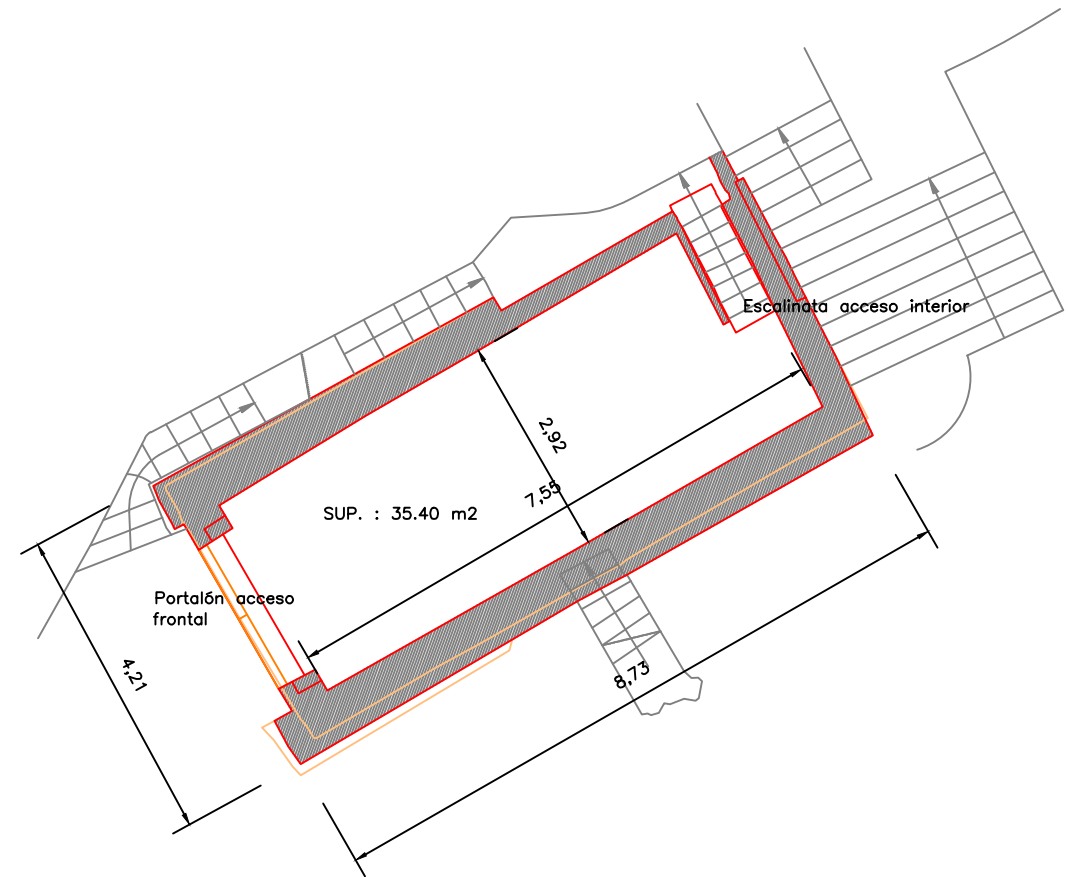 Escalinata acceso interior
2,92
7,55
SUP. : 35.40 m2
Portalón acceso
frontal
4,21
8,73